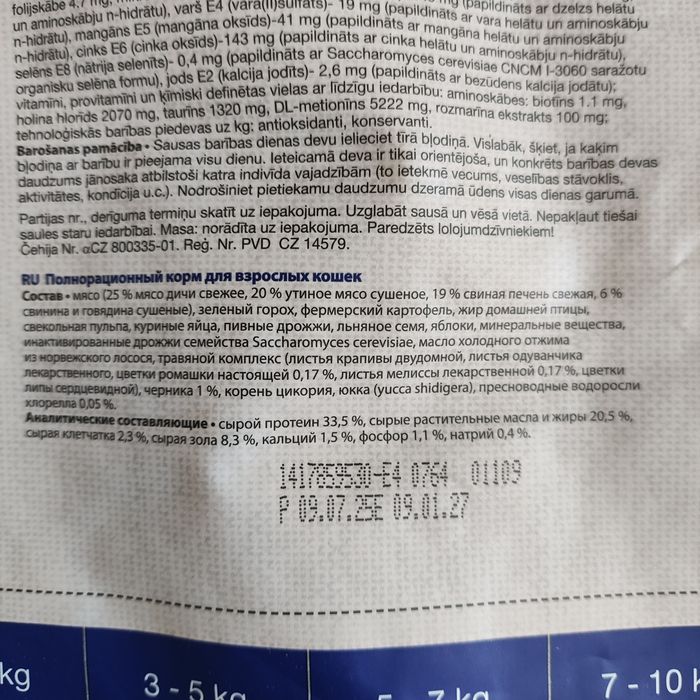 folijskābe 4.7 mg,
n-hidrātu), mangāns E5 (mangāna oksīds)-41 mg (papildināts ar mangāna helātu un aminoskābju
n-hidrātu), cinks E6 (cinka oksīds)-143 mg (papildināts ar cinka helātu un aminoskābju n-hidrātu),
selēns E8 (nātrija selenīts)- 0,4 mg (papildināts ar Saccharomyces cerevisiae CNCM I-3060 saražotu
organisku selēna formu), jods E2 (kalcija jodīts)- 2,6 mg (papildināts ar bezūdens kalcija jodātu);
vitamīni, provitamīni un ķīmiski definētas vielas ar līdzīgu iedarbību: aminoskābes: biotīns 1.1 mg,
holīna hlorīds 2070 mg, taurīns 1320 mg, DL-metionīns 5222 mg, rozmarīna ekstrakts 100 mg;
tehnoloģiskās barības piedevas uz kg: antioksidanti, konservanti.
Barošanas pamācība • Sausas barības dienas devu ielieciet tīrā bļodiņā. Vislabāk, šķiet, ja kaķim
bļodiņa ar barību ir pieejama visu dienu. Ieteicamā deva ir tikai orientējoša, un konkrēts barības devas
daudzums jānosaka atbilstoši katra indivīda vajadzībām (to ietekmē vecums, veselības stāvoklis,
aktivitātes, kondīcija u.c.). Nodrošiniet pietiekamu daudzumu dzeramā ūdens visas dienas garumā.
Partijas nr., derīguma termiņu skatīt uz iepakojuma. Uzglabāt sausā un vēsā vietā. Nepakļaut tiešai
saules staru iedarbībai. Masa: norādīta uz iepakojuma. Paredzēts lolojumdzīvniekiem!
Čehija Nr. αCZ 800335-01. Reģ. Nr. PVD CZ 14579.
RU Полнорационный корм для взрослых кошек
Состав • мясо (25 % мясо дичи свежее, 20 % утиное мясо сушеное, 19 % свиная печень свежая, 6 %
свинина и говядина сушеные), зеленый горох, фермерский картофель, жир домашней птицы,
свекольная пульпа, куриные яйца, пивные дрожжи, льняное семя, яблоки, минеральные вещества,
инактивированные дрожжи семейства Saccharomyces cerevisiae, масло холодного отжима
из норвежского лосося, травяной комплекс (листья крапивы двудомной, листья одуванчика
лекарственного, цветки ромашки настоящей 0,17 %, листья мелиссы лекарственной 0,17 %, цветки
липы сердцевидной), черника 1 %, корень цикория, юкка (yucca shidigera), пресноводные водоросли
хлорелла 0,05 %.
Аналитические составляющие • сырой протеин 33,5 %, сырые растительные масла и жиры 20,5 %,
сырая клетчатка 2,3 %, сырая зола 8,3 %, кальций 1,5 %, фосфор 1,1 %, натрий 0,4 %.
1417859530-E4 0764 01109
P 09.07.25E 09.01.27
kg
3 - 5 kg
5 - 7 kg
7 - 10 k